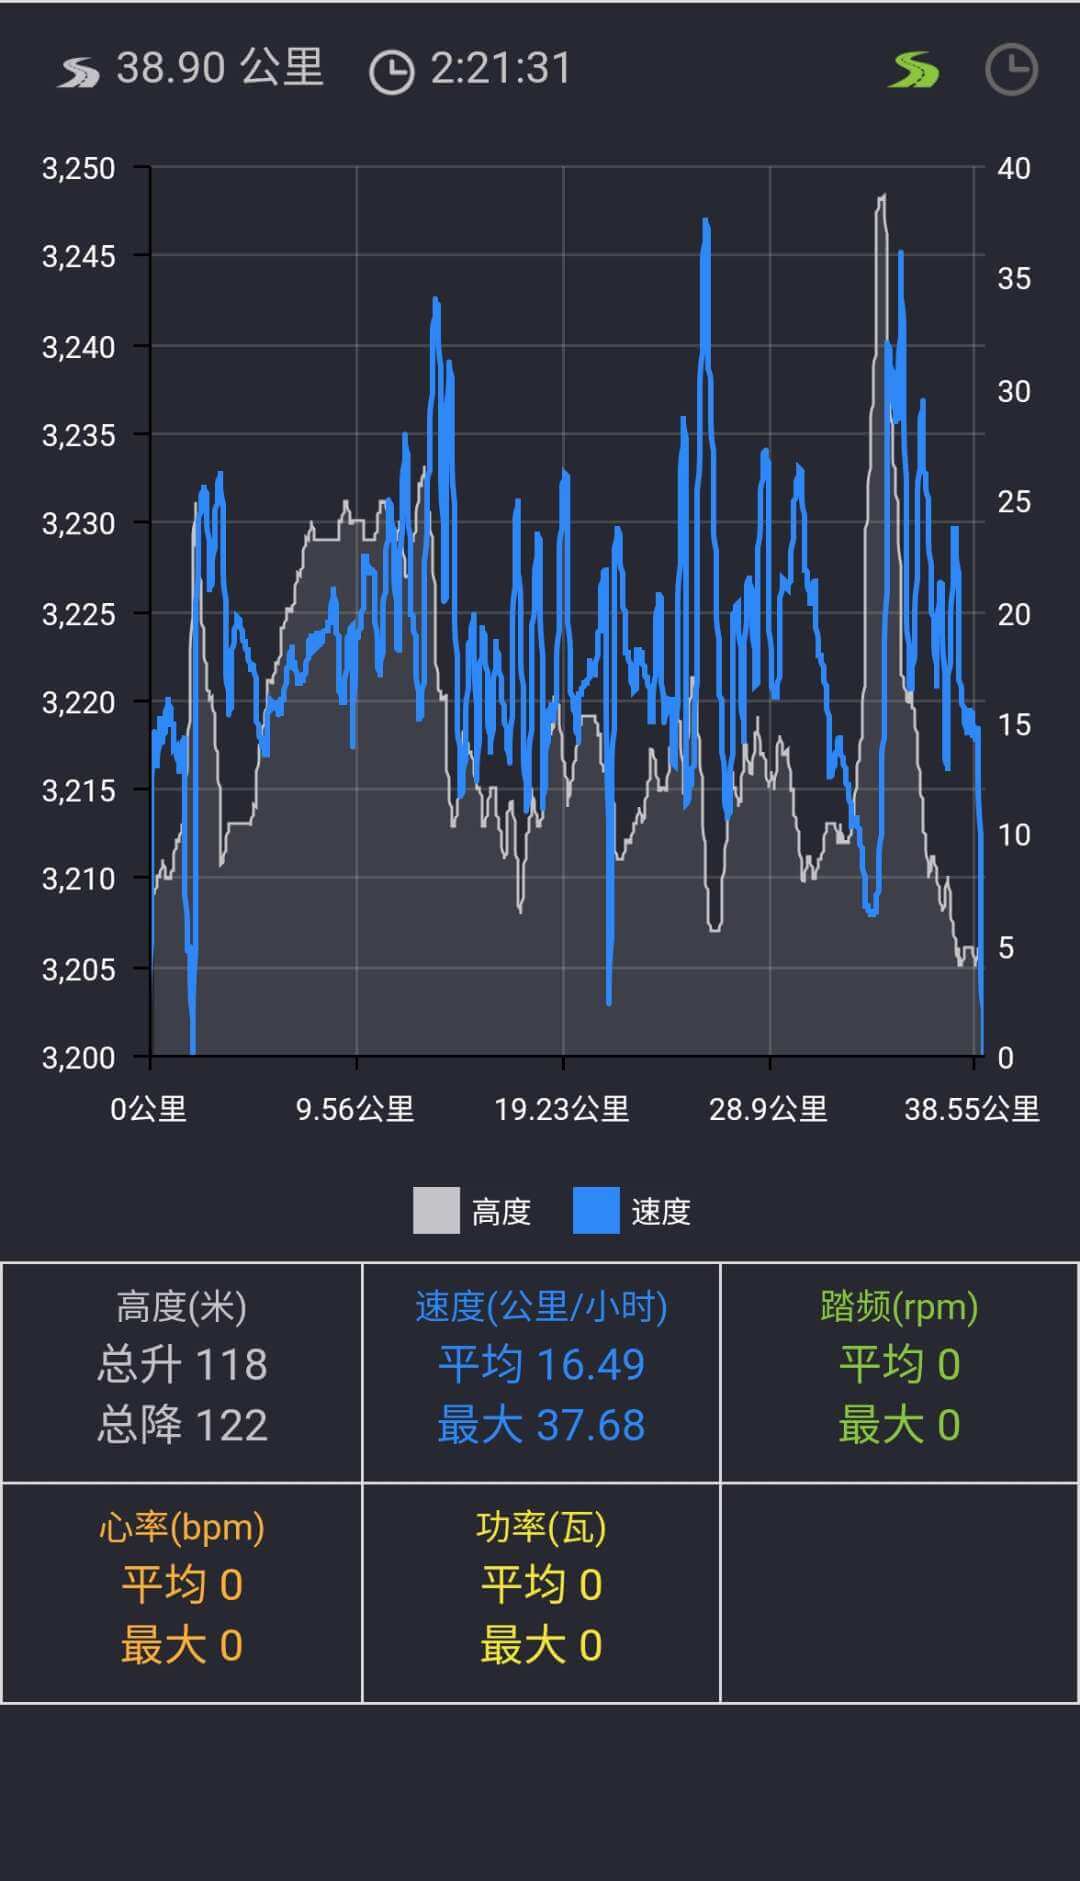 38.90 公里 2:21:31
3,250 40
3,245
35
3,240
30
3,235
25
3,230
3,225 20
3,220
15
3,215
10
3,210
5
3,205
3,200 0
0公里 9.56公里 19.23公里 28.9公里 38.55公里
高度 速度
高度(米) 速度(公里/小时) 踏频(rpm)
总升 118 平均 16.49 平均 0
总降 122 最大 37.68 最大 0
心率(bpm) 功率(瓦)
平均 0 平均 0
最大 0 最大 0